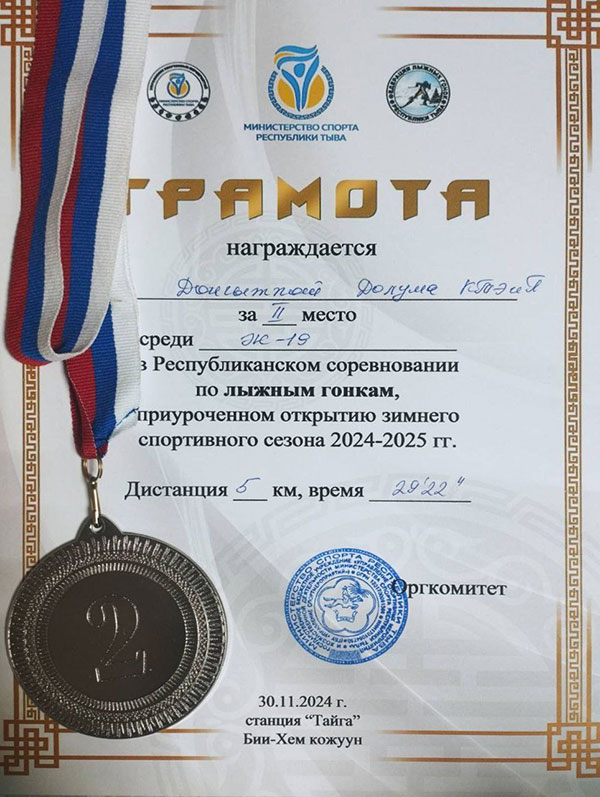 МИНИСТЕРСТВО СПОРТА
РЕСПУБЛИКИ ТЫВА
ГРАМОТА
награждается
Долума КТЭиП
за II место
среди Ж-19
в Республиканском соревновании
по лыжным гонкам,
приуроченном открытию зимнего
спортивного сезона 2024-2025 гг.
Дистанция 5 км, время 29'22"
Оргкомитет
2
30.11.2024 г.
станция “Тайга”
Бии-Хем кожуун